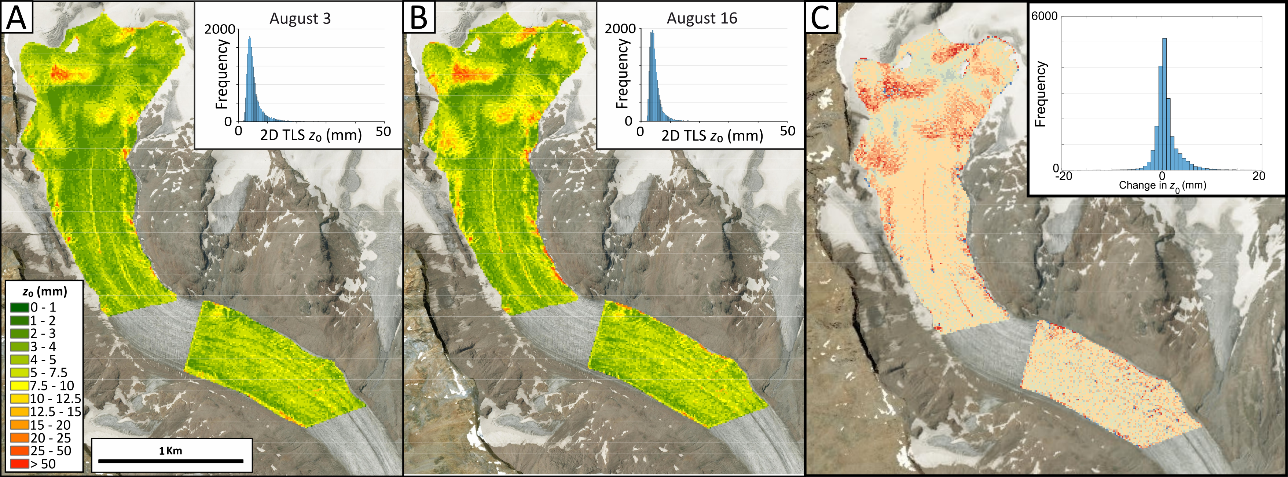 A
August 3
2000
Frequency
0
0
50
2D TLS z₀ (mm)
z₀ (mm)
0 - 1
1 - 2
2 - 3
3 - 4
4 - 5
5 - 7.5
7.5 - 10
10 - 12.5
12.5 - 15
15 - 20
20 - 25
25 - 50
> 50
1 Km
B
August 16
2000
Frequency
0
0
50
2D TLS z₀ (mm)
C
6000
Frequency
0
-20
0
20
Change in z₀ (mm)